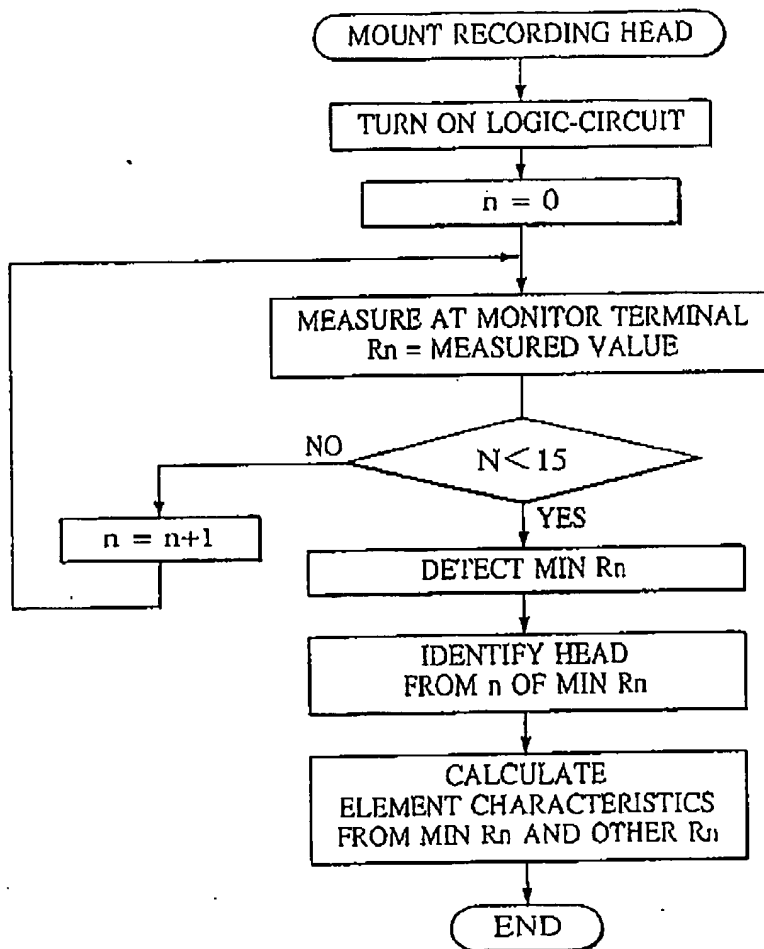 MOUNT RECORDING HEAD
TURN ON LOGIC-CIRCUIT
n = 0
MEASURE AT MONITOR TERMINAL
Rn = MEASURED VALUE
NO
N<15
YES
n = n+1
DETECT MIN Rn
IDENTIFY HEAD
FROM n OF MIN Rn
CALCULATE
ELEMENT CHARACTERISTICS
FROM MIN Rn AND OTHER Rn
END